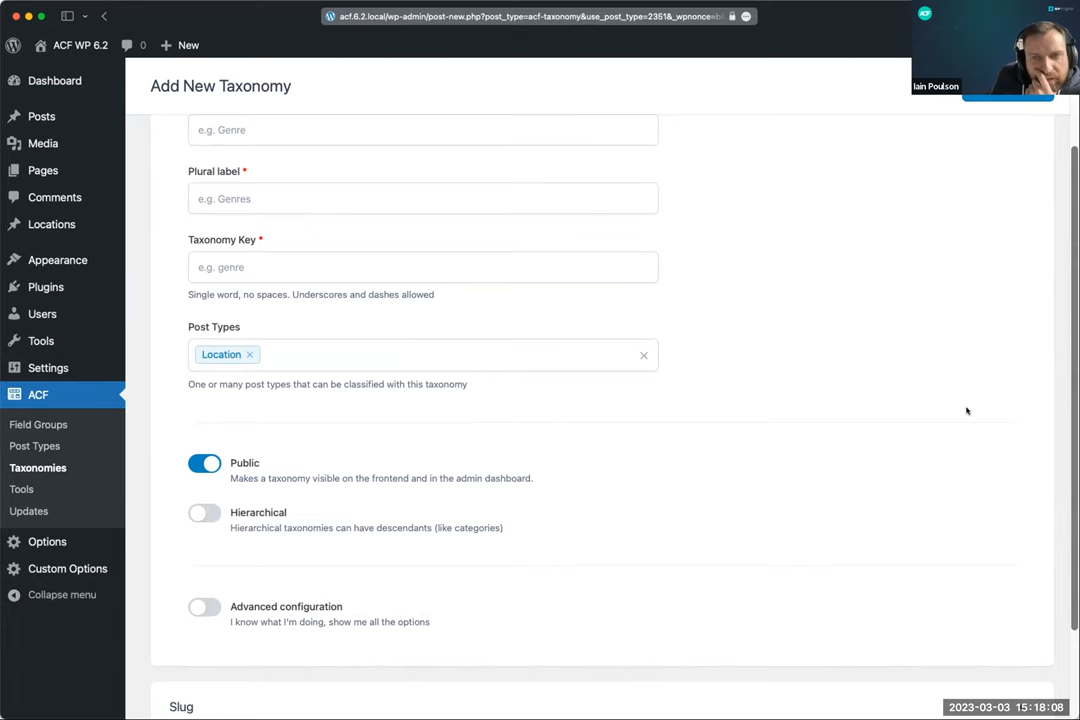 acf.6.2.local/wp-admin/post-new.php?post_type=acf-taxonomy&use_post_type=2351&_wpnonce=b
ACF WP 6.2
0
New
ACF
Iain Poulson
Dashboard
Posts
Media
Pages
Comments
Locations
Appearance
Plugins
Users
Tools
Settings
ACF
Field Groups
Post Types
Taxonomies
Tools
Updates
Options
Custom Options
Collapse menu
Add New Taxonomy
e.g. Genre
Plural label *
e.g. Genres
Taxonomy Key *
e.g. genre
Single word, no spaces. Underscores and dashes allowed
Post Types
Location ×
One or many post types that can be classified with this taxonomy
Public
Makes a taxonomy visible on the frontend and in the admin dashboard.
Hierarchical
Hierarchical taxonomies can have descendants (like categories)
Advanced configuration
I know what I'm doing, show me all the options
Slug
2023-03-03 15:18:08